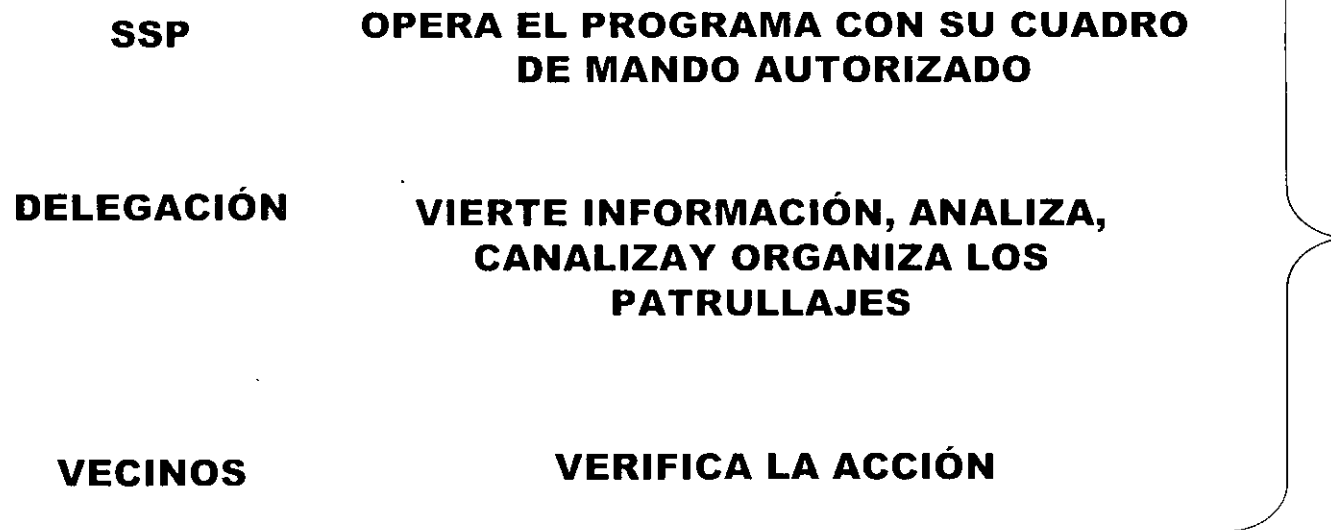 SSP
OPERA EL PROGRAMA CON SU CUADRO
DE MANDO AUTORIZADO
DELEGACIÓN
VIERTE INFORMACIÓN, ANALIZA,
CANALIZAY ORGANIZA LOS
PATRULLAJES
VECINOS
VERIFICA LA ACCIÓN